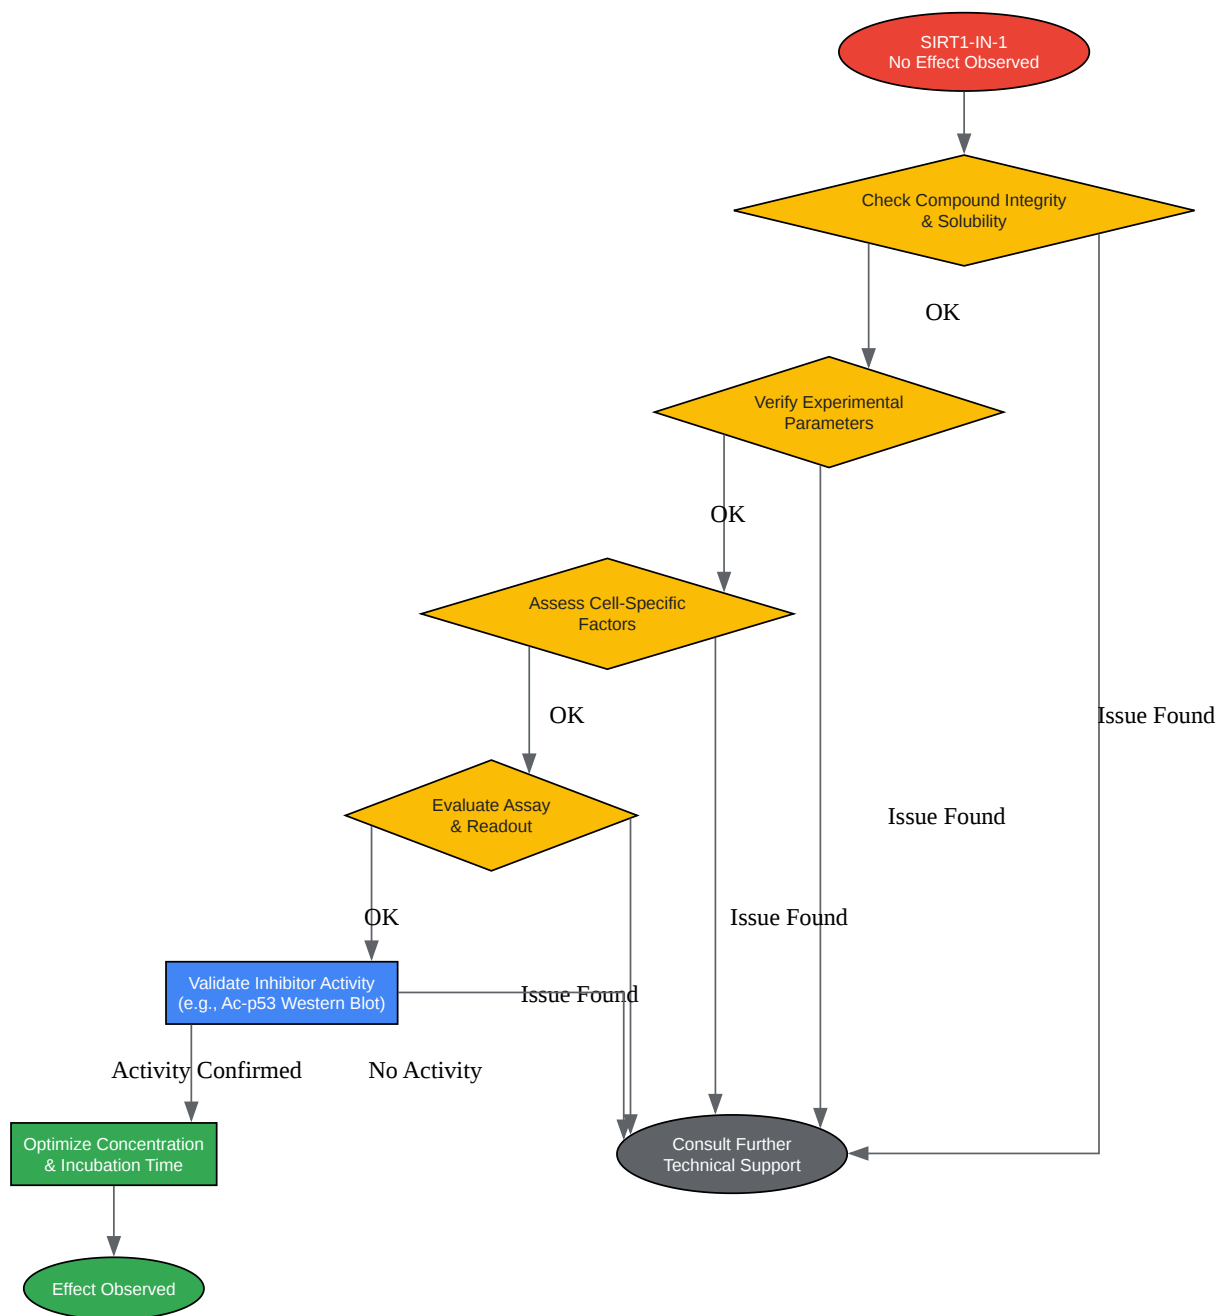 SIRT1-IN-1
No Effect Observed
Check Compound Integrity
& Solubility
OK
Verify Experimental
Parameters
OK
Assess Cell-Specific
Factors
OK
Issue Found
Evaluate Assay
& Readout
Issue Found
OK
Issue Found
Validate Inhibitor Activity
(e.g., Ac-p53 Western Blot)
Issue Found
Activity Confirmed
No Activity
Optimize Concentration
& Incubation Time
Consult Further
Technical Support
Effect Observed